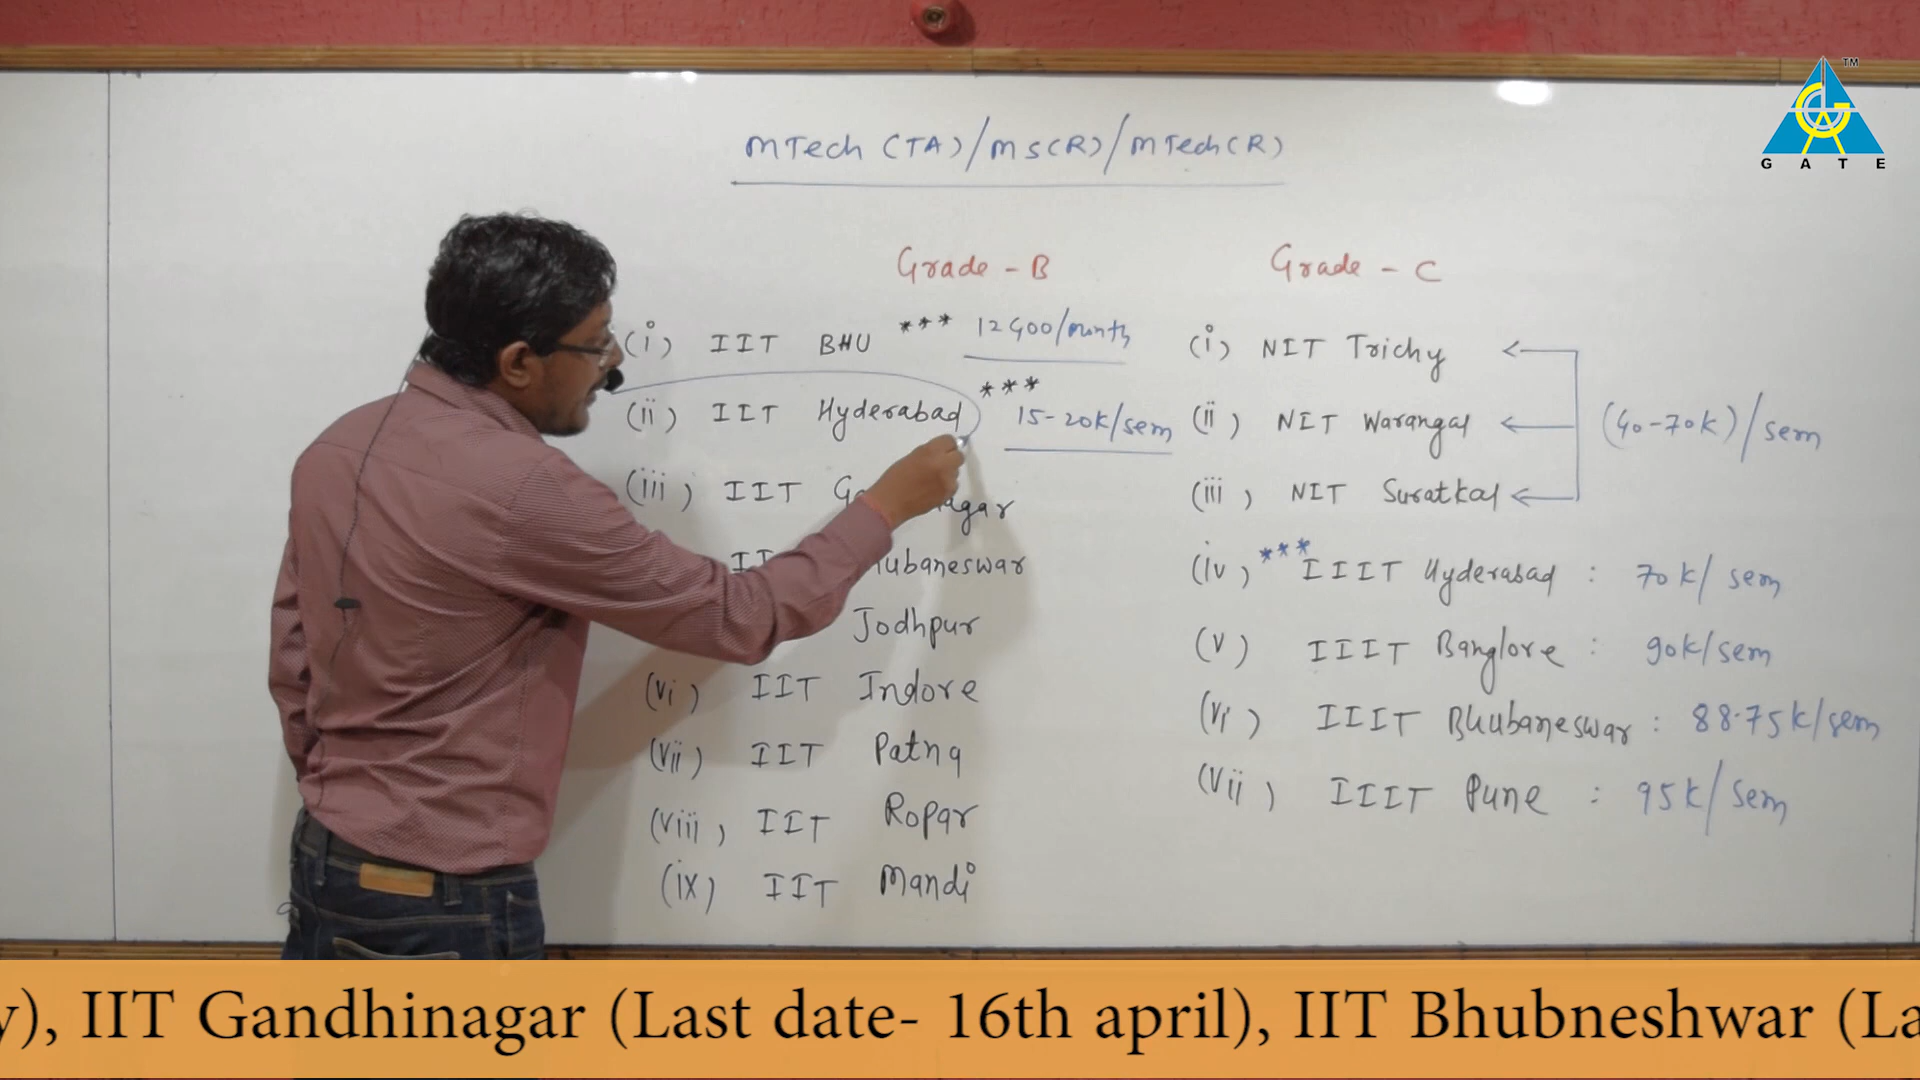 TM
GATE
MTech (TA)/MS(R)/MTech(R)
Grade - B
(i) IIT BHU *** 12400/month
(ii) IIT Hyderabad *** 15-20k/sem
(iii) IIT
Jodhpur
(vi) IIT Indore
(vii) IIT Patna
(viii) IIT Ropar
(ix) IIT Mandi
Grade - C
(i) NIT Trichy
(ii) NIT Warangal
(iii) NIT Suratkal
(40-70k)/sem
(iv) *** IIIT Hyderabad : 70k/sem
(v) IIIT Banglore : 90k/sem
(vi) IIIT Bhubaneswar : 88.75k/sem
(vii) IIIT Pune : 95k/sem
), IIT Gandhinagar (Last date- 16th april), IIT Bhubneshwar (La